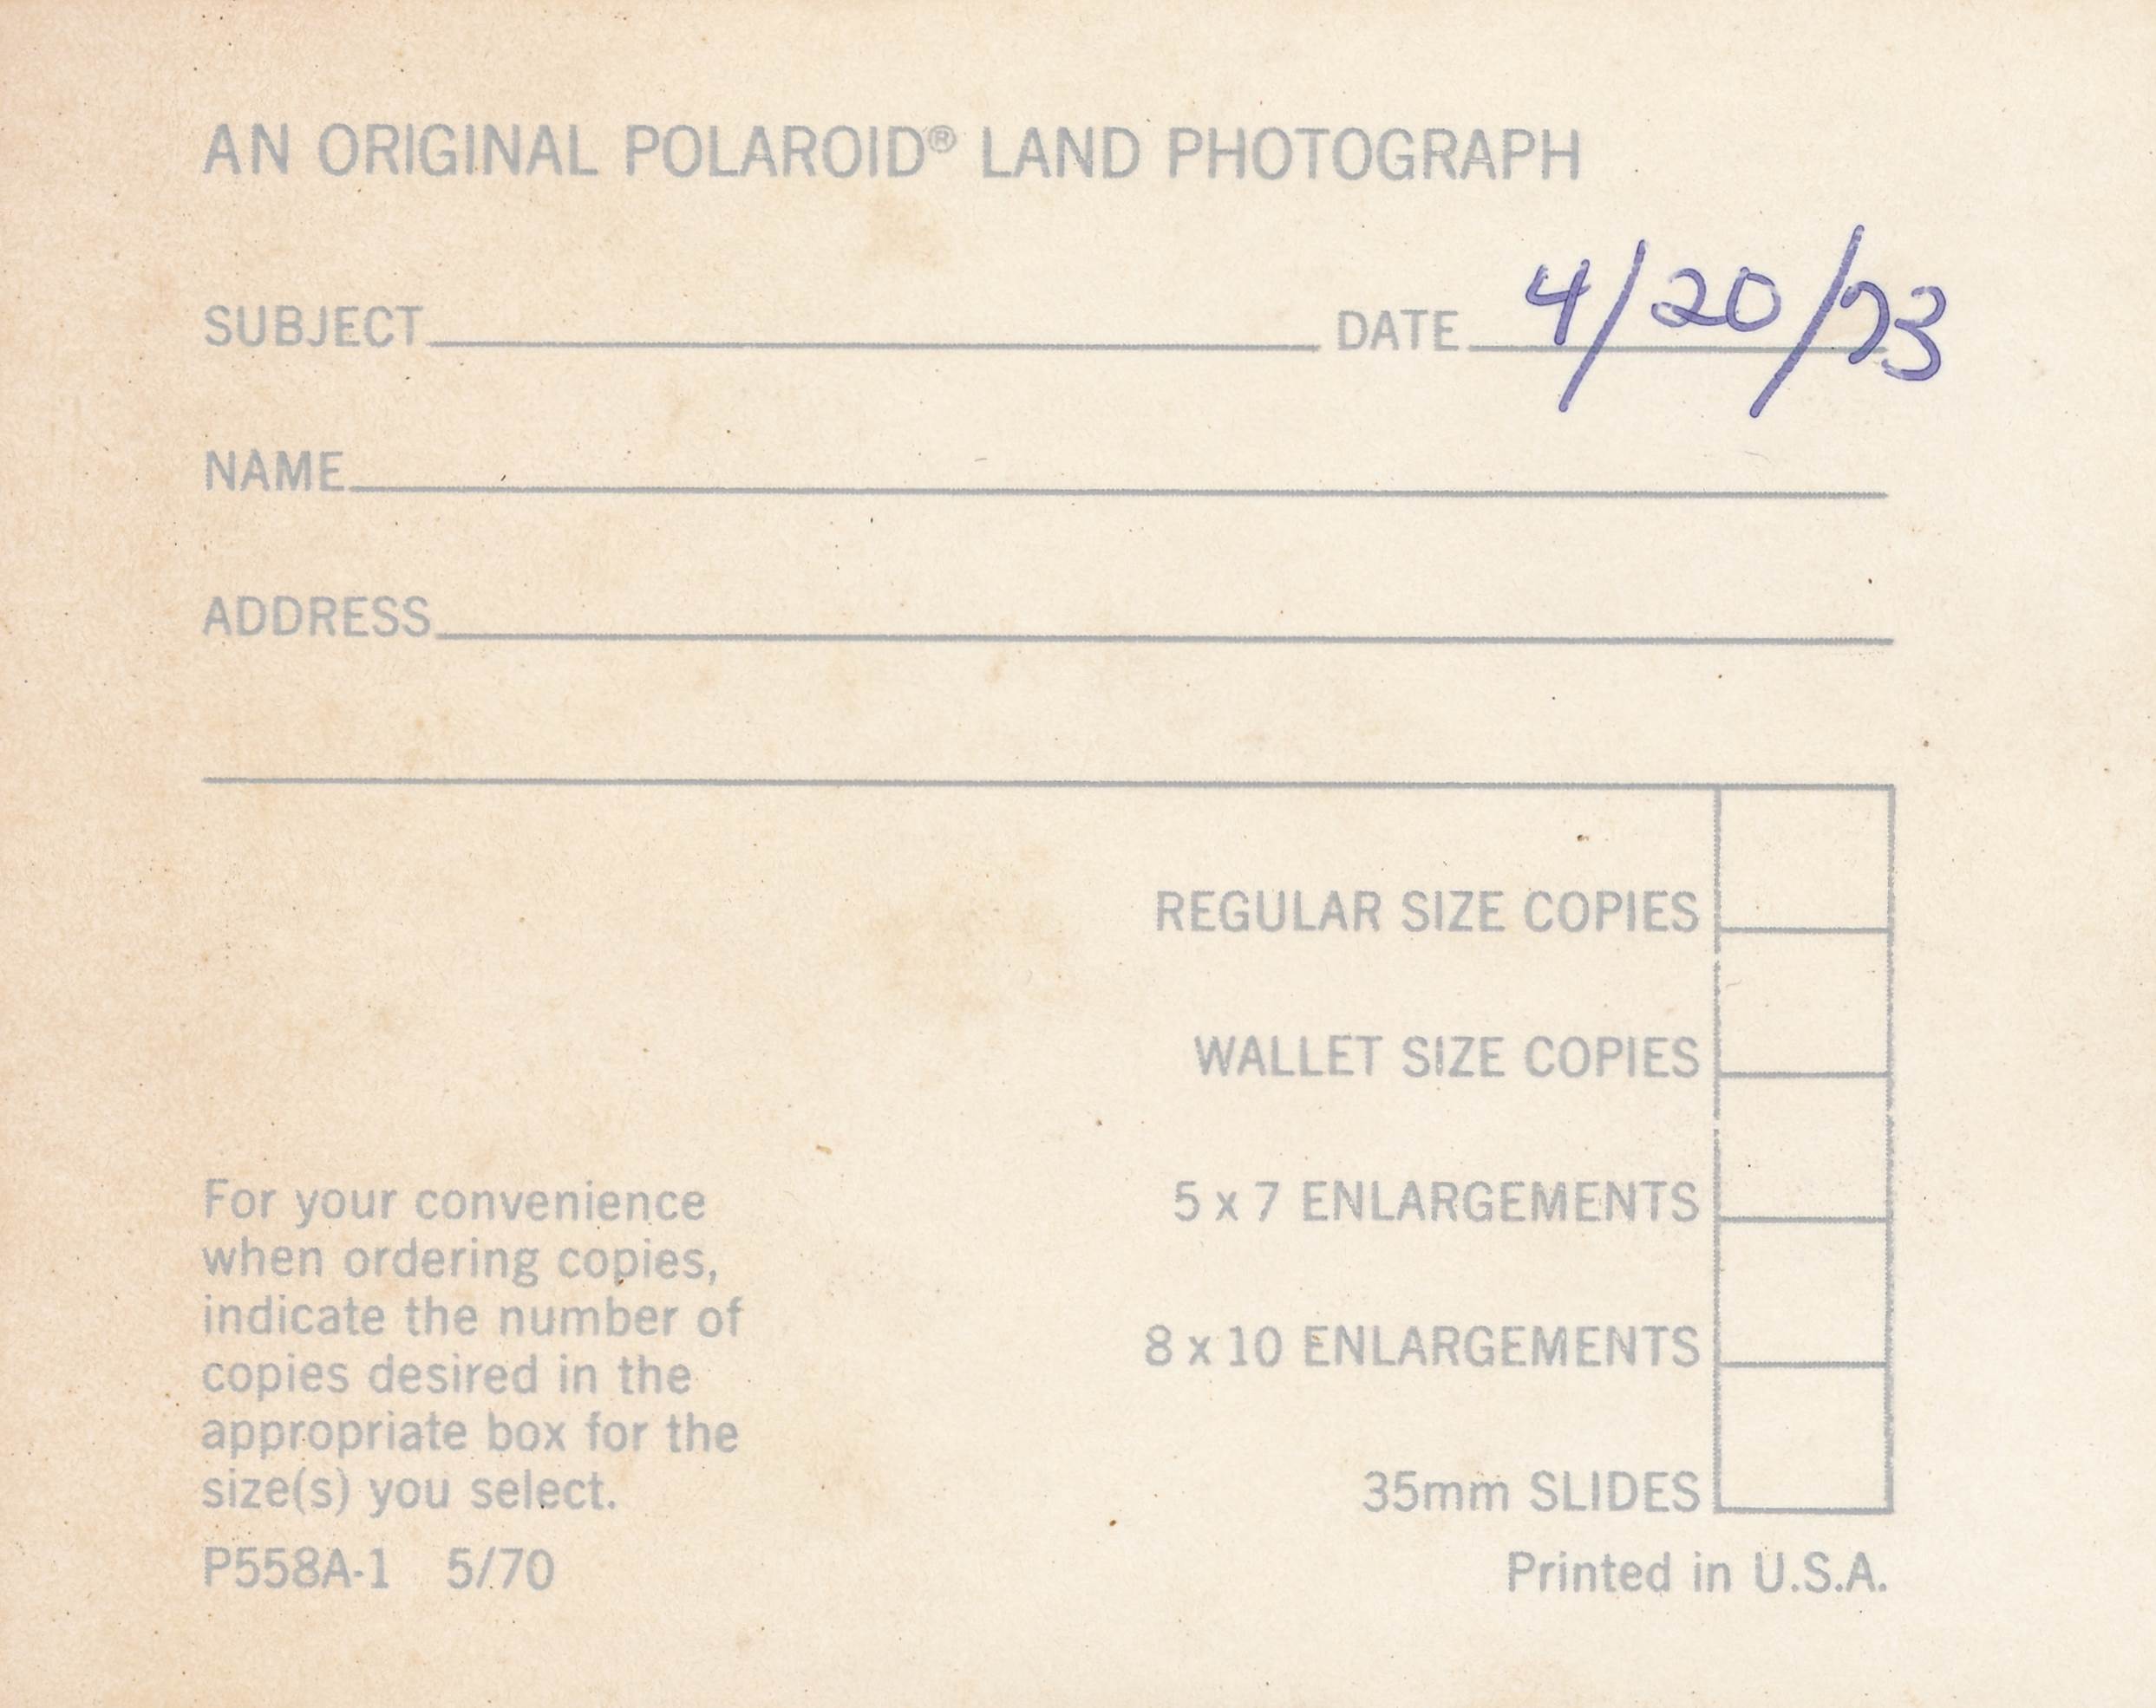 AN ORIGINAL POLAROID® LAND PHOTOGRAPH
SUBJECT DATE 4/20/73
NAME
ADDRESS
REGULAR SIZE COPIES
WALLET SIZE COPIES
5 x 7 ENLARGEMENTS
8 x 10 ENLARGEMENTS
35mm SLIDES
For your convenience
when ordering copies,
indicate the number of
copies desired in the
appropriate box for the
size(s) you select.
P558A-1 5/70
Printed in U.S.A.